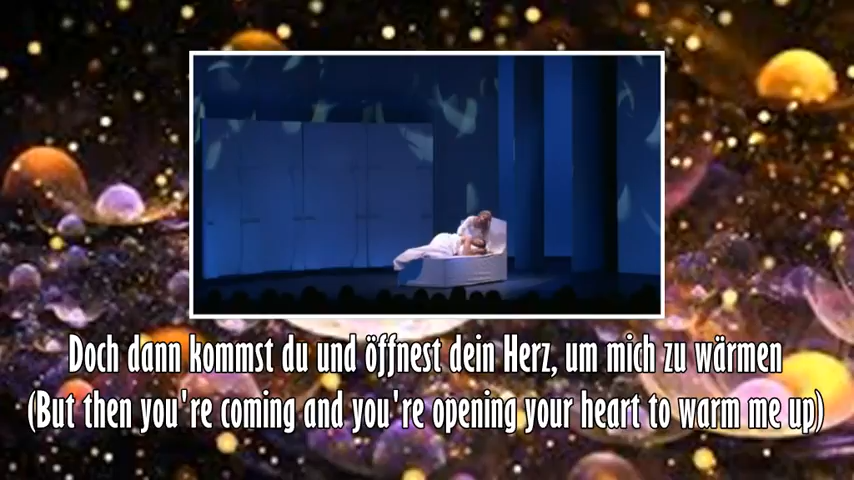 Doch dann kommst du und öffnest dein Herz, um mich zu wärmen
(But then you're coming and you're opening your heart to warm me up)